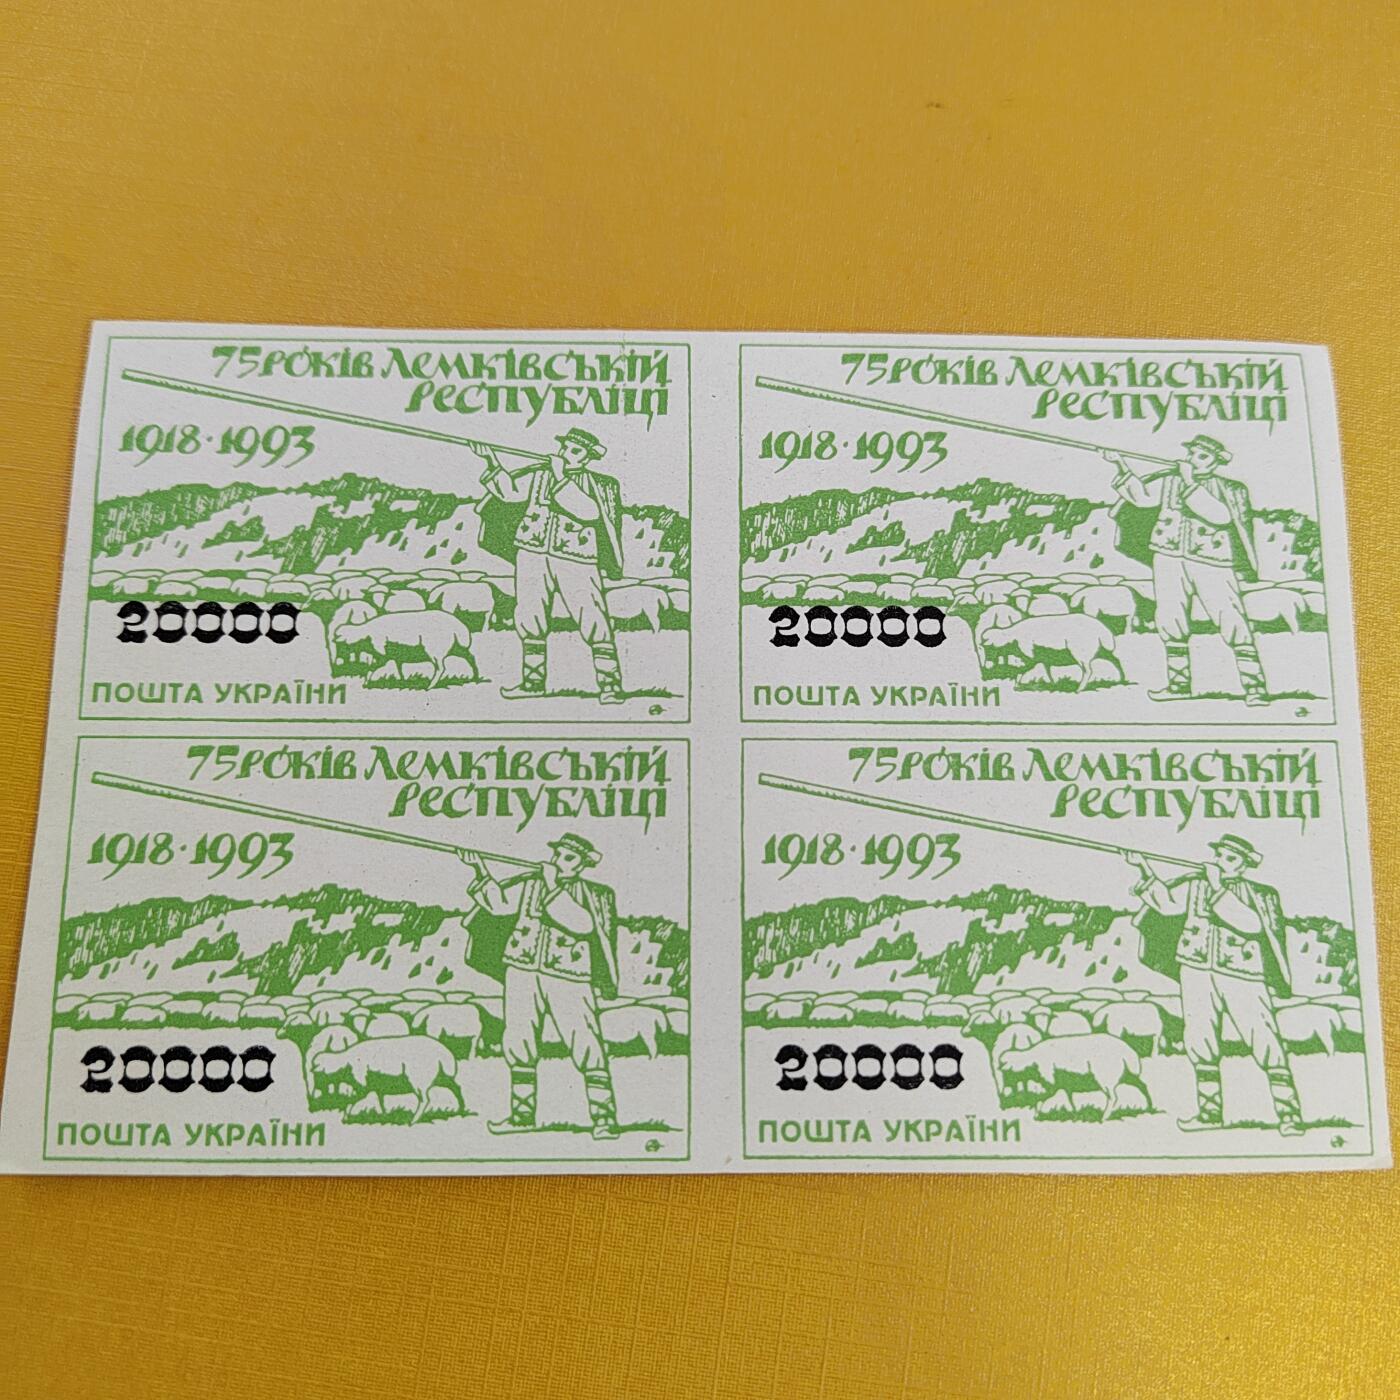 75 РОКІВ ЛЕМКІВСЬКІЙ
РЕСПУБЛІЦІ
1918·1993
20000
ПОШТА УКРАЇНИ
75 РОКІВ ЛЕМКІВСЬКІЙ
РЕСПУБЛІЦІ
1918·1993
20000
ПОШТА УКРАЇНИ
75 РОКІВ ЛЕМКІВСЬКІЙ
РЕСПУБЛІЦІ
1918·1993
20000
ПОШТА УКРАЇНИ
75 РОКІВ ЛЕМКІВСЬКІЙ
РЕСПУБЛІЦІ
1918·1993
20000
ПОШТА УКРАЇНИ